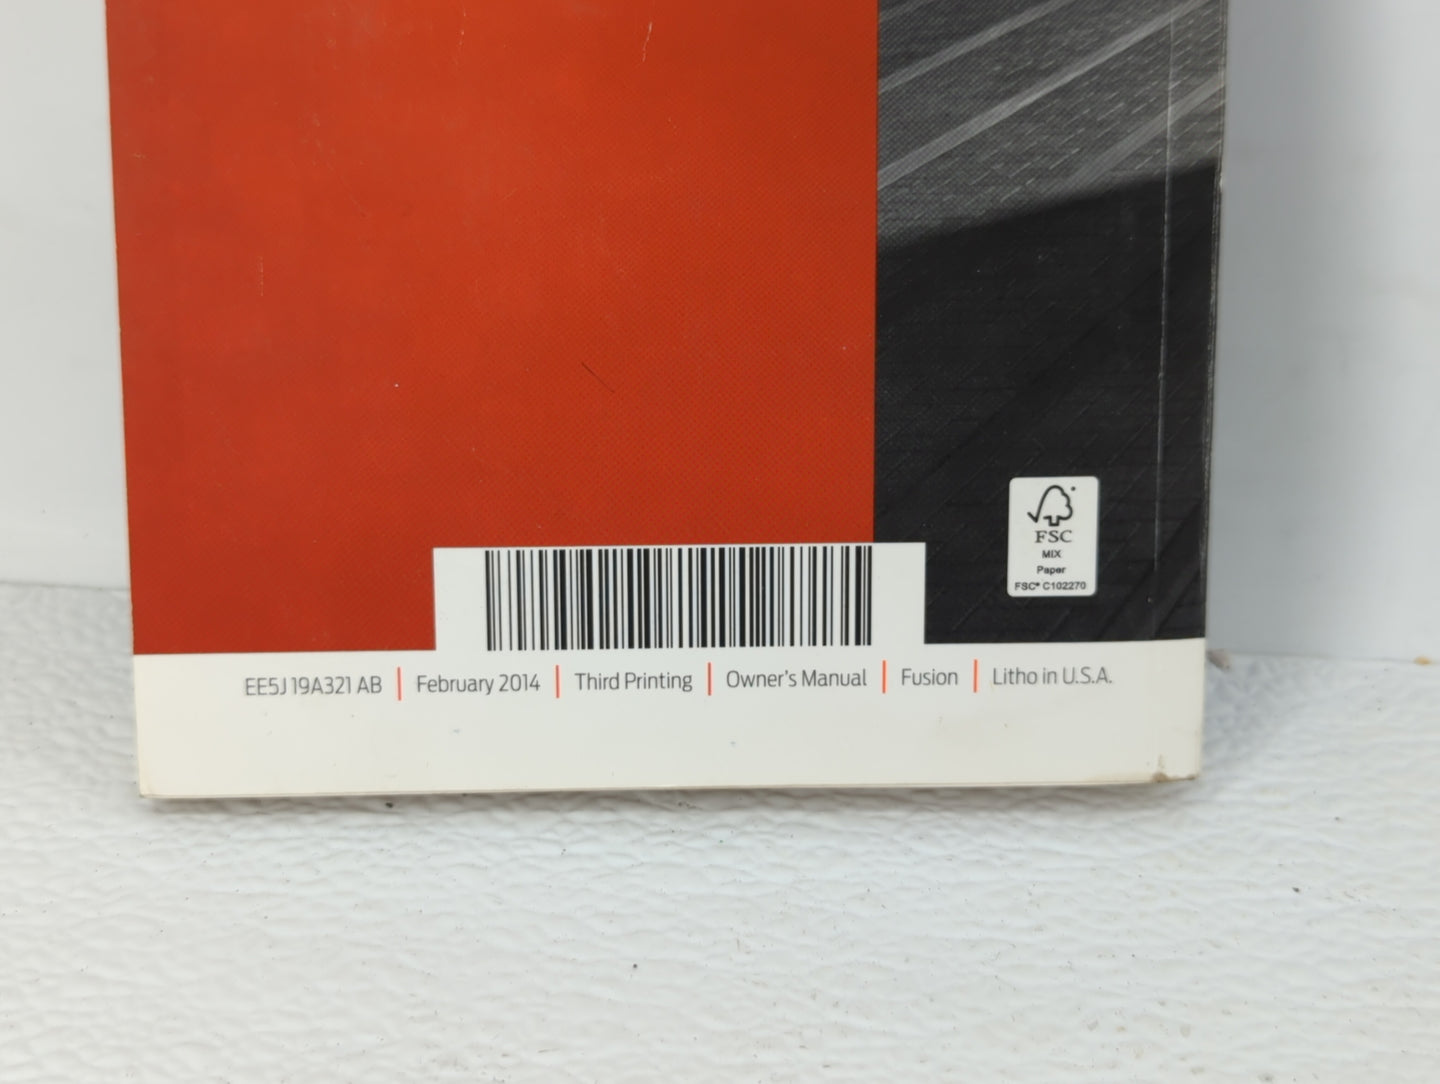 FSC
MIX
Paper
FSC® C102270
EE5J 19A321 AB | February 2014 | Third Printing | Owner's Manual | Fusion | Litho in U.S.A.